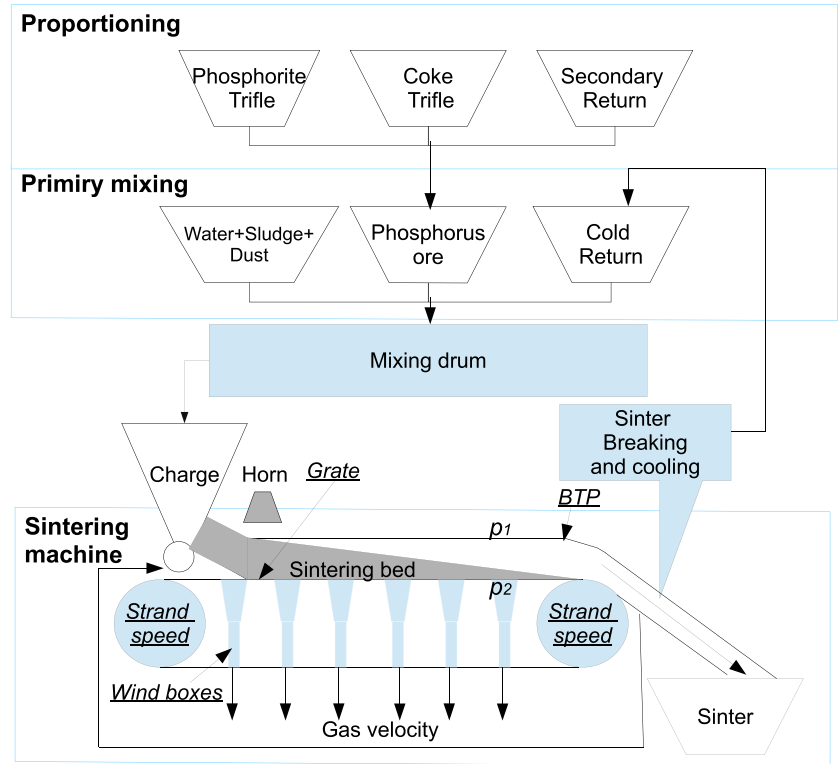 Proportioning
Phosphorite
Trifle
Coke
Trifle
Secondary
Return
Primiry mixing
Water+Sludge+
Dust
Phosphorus
ore
Cold
Return
Mixing drum
Sinter
Breaking
and cooling
Charge
Horn
Grate
BTP
Sintering
machine
p1
Sintering bed
p2
Strand
speed
Strand
speed
Wind boxes
Gas velocity
Sinter